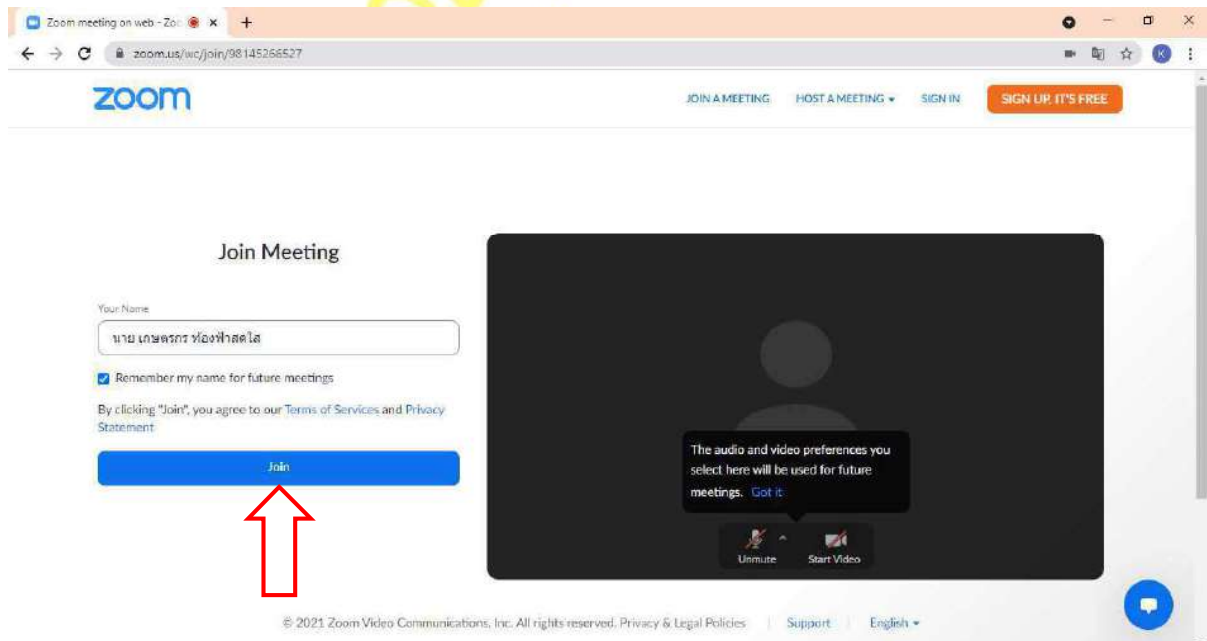 Zoom meeting on web - Zo
zoom.us/wc/join/98145266527
K
zoom
JOIN A MEETING
HOST A MEETING
SIGN IN
SIGN UP, IT'S FREE
Join Meeting
Your Name
นาย เกษตรกร ท้องฟ้าสดใส
Remember my name for future meetings
By clicking "Join", you agree to our Terms of Services and Privacy
Statement
Join
The audio and video preferences you
select here will be used for future
meetings. Got it
Unmute
Start Video
© 2021 Zoom Video Communications, Inc. All rights reserved. Privacy & Legal Policies
Support
English